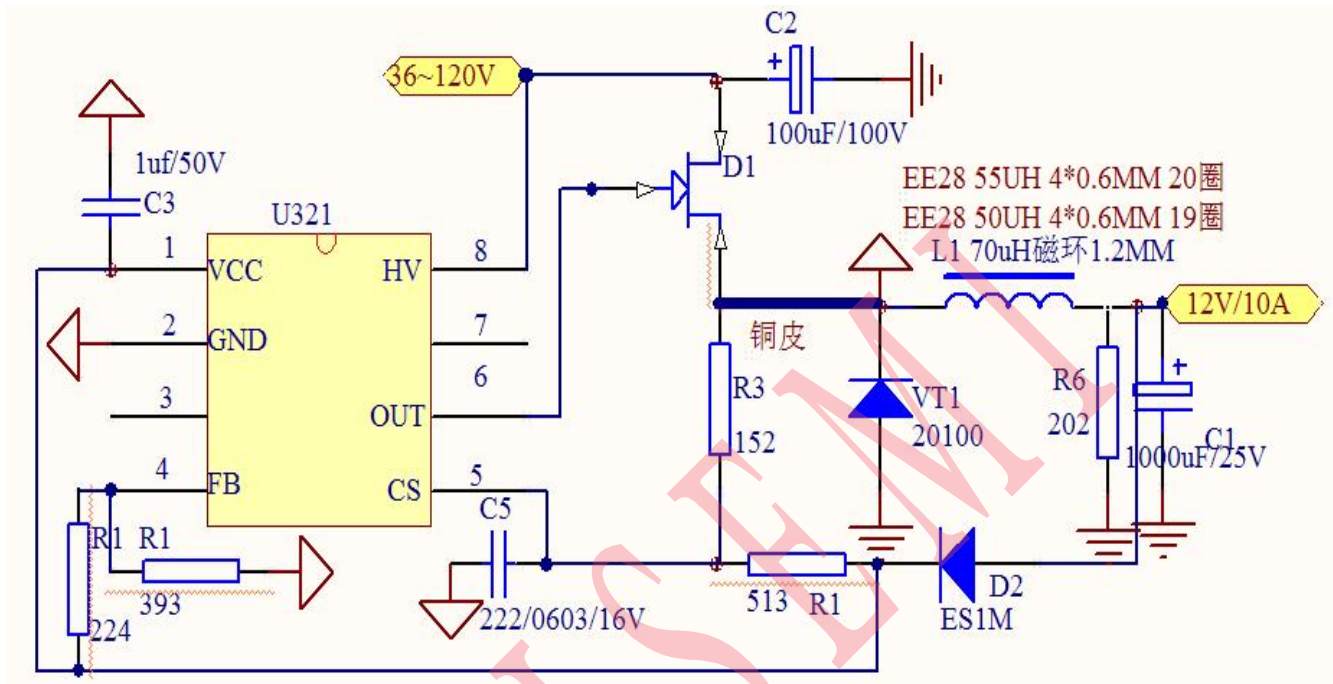 C2
36~120V
100uF/100V
1uf/50V
C3
D1
EE28 55UH 4*0.6MM 20圈
EE28 50UH 4*0.6MM 19圈
L1 70uH磁环1.2MM
U321
1
VCC
HV
8
12V/10A
2
GND
7
铜皮
3
6
OUT
R3
152
VT1
20100
R6
202
C1
1000uF/25V
4
FB
CS
5
C5
R1
R1
393
224
222/0603/16V
513
R1
D2
ES1M
ISEMI